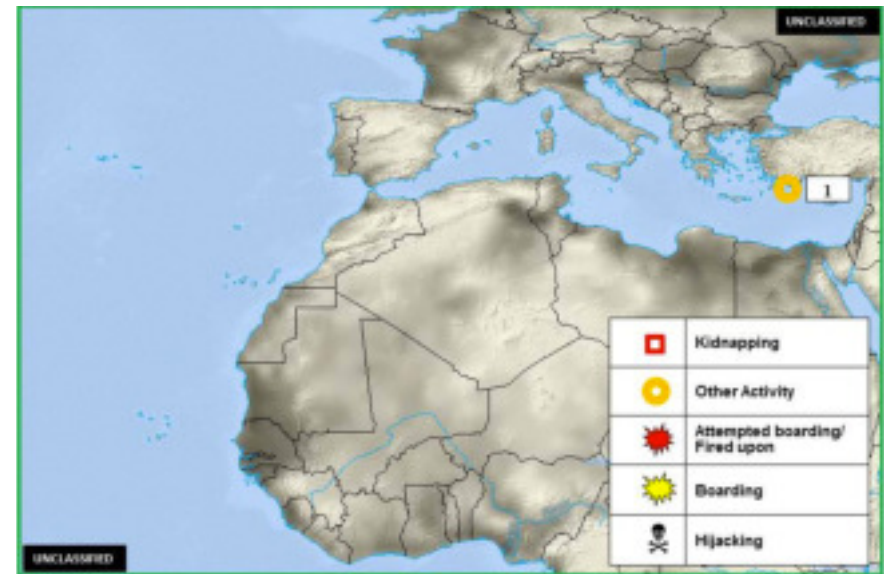 UNCLASSIFIED
1
Kidnapping
Other Activity
Attempted boarding/
Fired upon
Boarding
Hijacking
UNCLASSIFIED